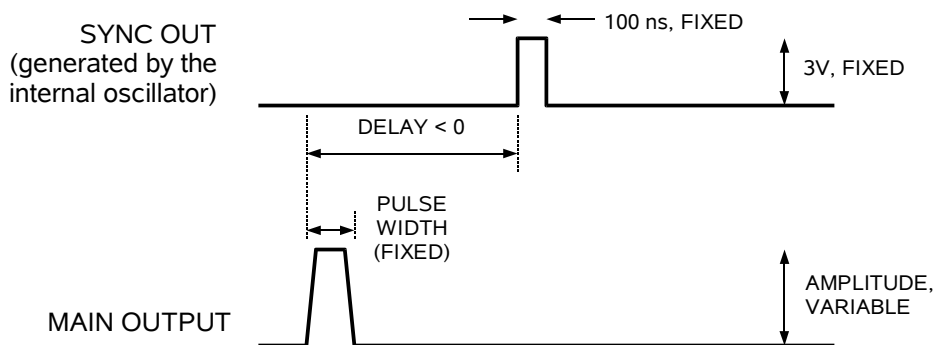 100 ns, FIXED
SYNC OUT
(generated by the
internal oscillator)
3V, FIXED
DELAY < 0
PULSE
WIDTH
(FIXED)
AMPLITUDE,
VARIABLE
MAIN OUTPUT